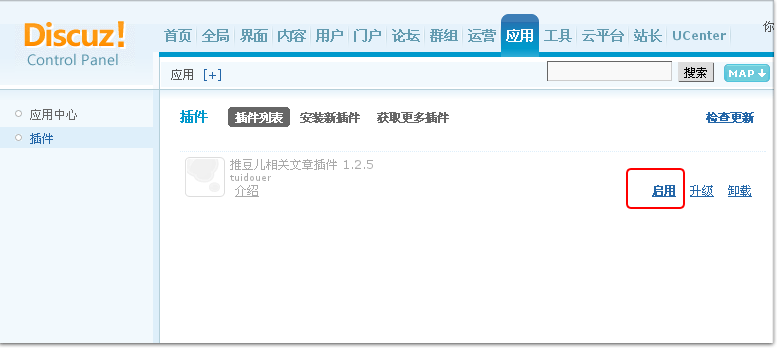 Discuz!
Control Panel
首页 全局 界面 内容 用户 门户 论坛 群组 运营 应用 工具 云平台 站长 UCenter
你
应用 [+]
搜索
MAP
应用中心
插件
插件 插件列表 安装新插件 获取更多插件 检查更新
推豆儿相关文章插件 1.2.5
tuidouer
介绍
启用 升级 卸载